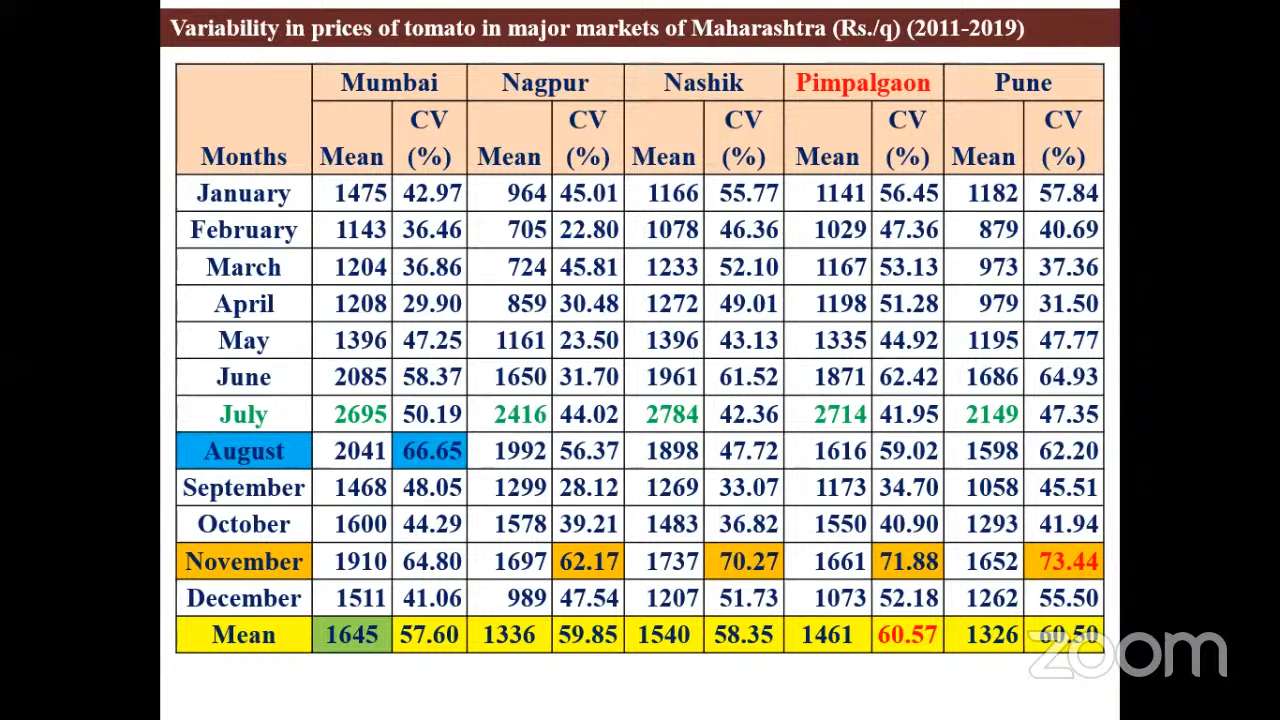 Variability in prices of tomato in major markets of Maharashtra (Rs./q) (2011-2019)
Months Mumbai Nagpur Nashik Pimpalgaon Pune
Mean CV (%) Mean CV (%) Mean CV (%) Mean CV (%) Mean CV (%)
January 1475 42.97 964 45.01 1166 55.77 1141 56.45 1182 57.84
February 1143 36.46 705 22.80 1078 46.36 1029 47.36 879 40.69
March 1204 36.86 724 45.81 1233 52.10 1167 53.13 973 37.36
April 1208 29.90 859 30.48 1272 49.01 1198 51.28 979 31.50
May 1396 47.25 1161 23.50 1396 43.13 1335 44.92 1195 47.77
June 2085 58.37 1650 31.70 1961 61.52 1871 62.42 1686 64.93
July 2695 50.19 2416 44.02 2784 42.36 2714 41.95 2149 47.35
August 2041 66.65 1992 56.37 1898 47.72 1616 59.02 1598 62.20
September 1468 48.05 1299 28.12 1269 33.07 1173 34.70 1058 45.51
October 1600 44.29 1578 39.21 1483 36.82 1550 40.90 1293 41.94
November 1910 64.80 1697 62.17 1737 70.27 1661 71.88 1652 73.44
December 1511 41.06 989 47.54 1207 51.73 1073 52.18 1262 55.50
Mean 1645 57.60 1336 59.85 1540 58.35 1461 60.57 1326 60.50
zoom